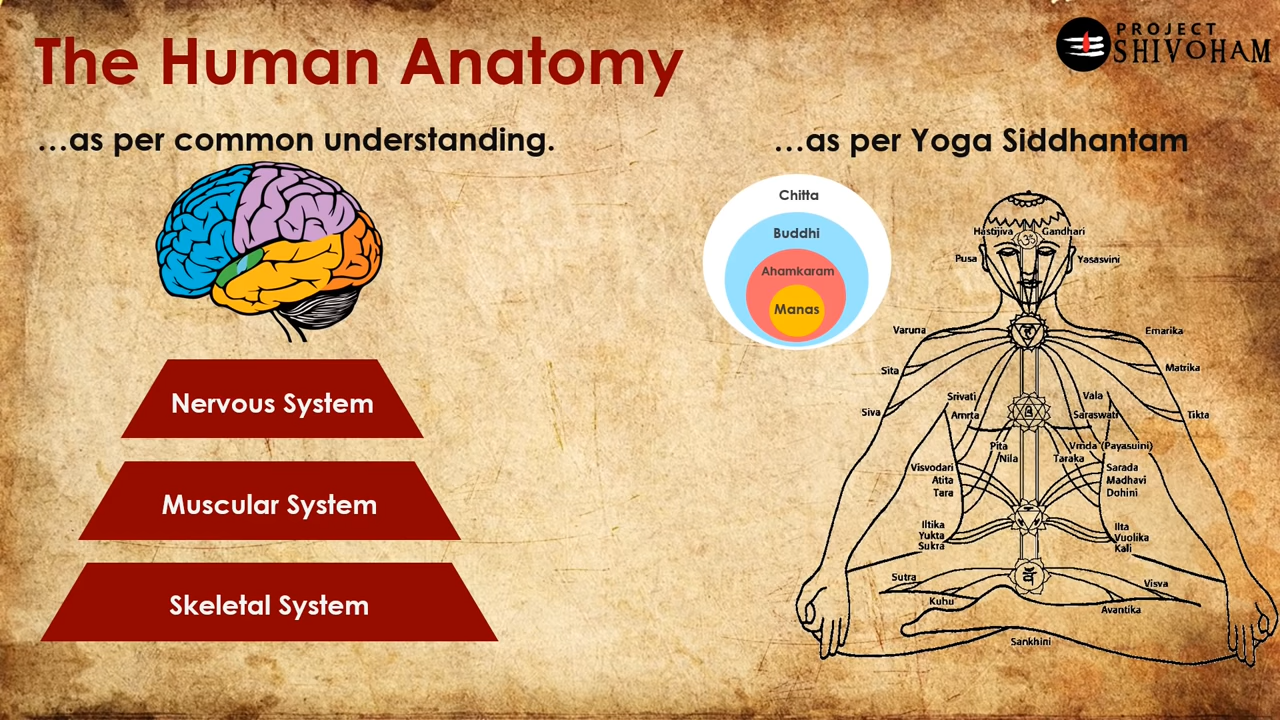 The Human Anatomy
PROJECT
SHIVOHAM
…as per common understanding.
…as per Yoga Siddhantam
Chitta
Buddhi
Ahamkaram
Manas
Nervous System
Muscular System
Skeletal System
Hastijiva
ॐ
Gandhari
Pusa
Yasasvini
Varuna
Emarika
Sita
Matrika
Siva
Tikta
Srivati
Vala
Amrta
Saraswati
Pita
Vrnda (Payasuini)
Nila
Taraka
Visvodari
Sarada
Atita
Madhavi
Tara
Dohini
Iltika
Ilta
Yukta
Vuolika
Sukra
Kali
Sutra
Visva
Kuhu
Avantika
Sankhini